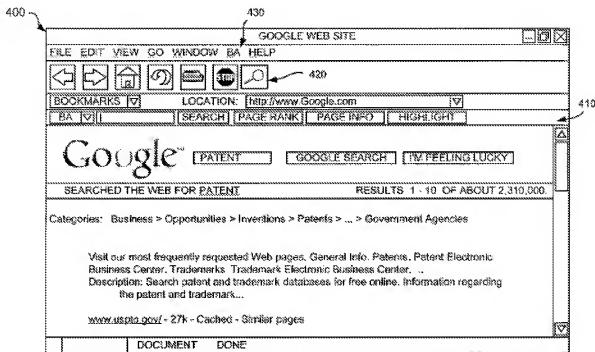 400
430
GOOGLE WEB SITE
FILE EDIT VIEW GO WINDOW BA HELP
STOP
420
BOOKMARKS LOCATION: http://www.Google.com
410
BA SEARCH PAGE RANK PAGE INFO HIGHLIGHT
Google™ PATENT GOOGLE SEARCH I'M FEELING LUCKY
SEARCHED THE WEB FOR PATENT RESULTS 1 - 10 OF ABOUT 2,310,000.
Categories: Business > Opportunities > Inventions > Patents > ... > Government Agencies
Visit our most frequently requested Web pages. General Info. Patents. Patent Electronic
Business Center. Trademarks Trademark Electronic Business Center. ...
Description: Search patent and trademark databases for free online. Information regarding
the patent and trademark...
www.uspto.gov/ - 27k - Cached - Similar pages
DOCUMENT DONE